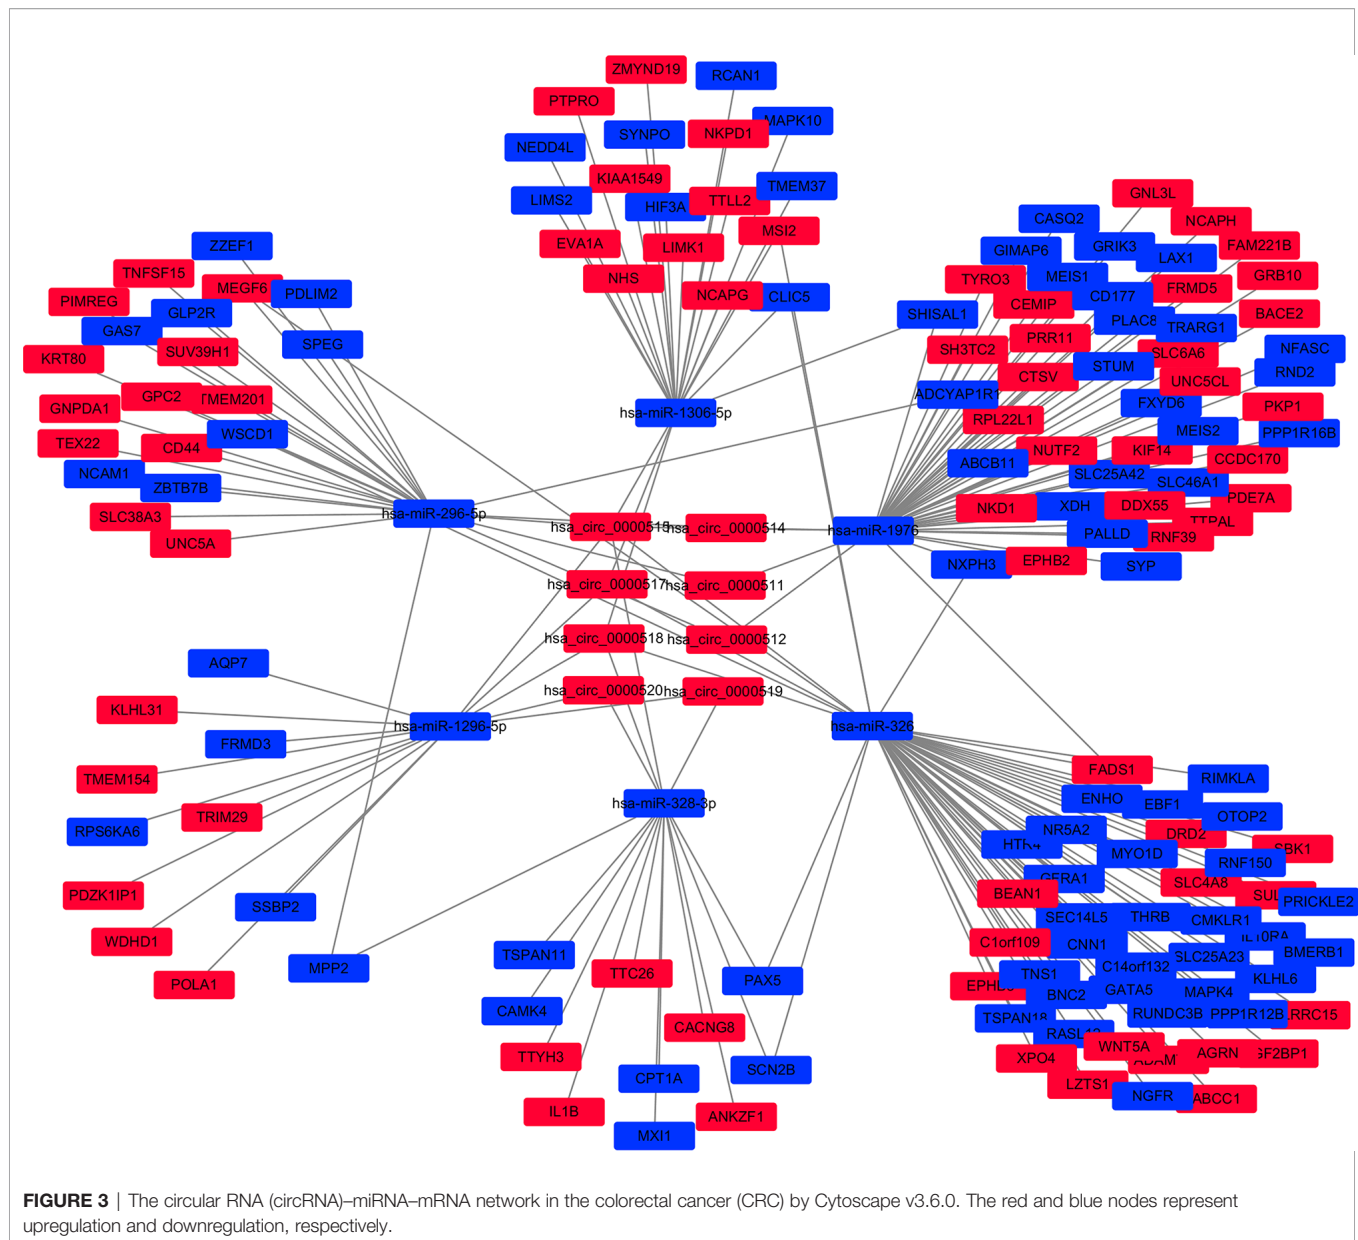 ZMYND19
RCAN1
PTPRO
MAPK10
SYNPO
NKPD1
NEDD4L
KIAA1549
TMEM37
LIMS2
HIF3A
TTLL2
MSI2
EVA1A
LIMK1
NHS
NCAPG
CLIC5
hsa-miR-1306-5p
ZZEF1
TNFSF15
MEGF6
PDLIM2
PIMREG
GLP2R
GAS7
SPEG
KRT80
SUV39H1
GPC2
TMEM201
GNPDA1
WSCD1
TEX22
CD44
NCAM1
ZBTB7B
SLC38A3
UNC5A
hsa-miR-296-5p
GNL3L
CASQ2
NCAPH
GIMAP6
GRIK3
FAM221B
LAX1
TYRO3
MEIS1
GRB10
CEMIP
CD177
FRMD5
SHISAL1
PLAC8
TRARG1
BACE2
SH3TC2
PRR11
SLC6A6
NFASC
CTSV
STUM
RND2
ADCYAP1R1
UNC5CL
RPL22L1
FXYD6
PKP1
MEIS2
PPP1R16B
ABCB11
NUTF2
KIF14
CCDC170
SLC25A42
SLC46A1
NKD1
XDH
DDX55
PDE7A
TTPAL
PALLD
RNF39
NXPH3
EPHB2
SYP
hsa-miR-1976
hsa_circ_0000515
hsa_circ_0000514
hsa_circ_0000517
hsa_circ_0000511
hsa_circ_0000518
hsa_circ_0000512
hsa_circ_0000520
hsa_circ_0000519
AQP7
KLHL31
FRMD3
hsa-miR-1296-5p
TMEM154
TRIM29
RPS6KA6
PDZK1IP1
SSBP2
WDHD1
MPP2
POLA1
hsa-miR-328-3p
TSPAN11
TTC26
PAX5
CAMK4
CACNG8
TTYH3
SCN2B
CPT1A
IL1B
ANKZF1
MXI1
hsa-miR-326
FADS1
RIMKLA
ENHO
EBF1
OTOP2
NR5A2
DRD2
HTR4
MYO1D
SBK1
RNF150
GFRA1
SLC4A8
BEAN1
PRICKLE2
SEC14L5
THRB
CMKLR1
C1orf109
CNN1
IL10RA
BMERB1
SLC25A23
TNS1
C14orf132
KLHL6
BNC2
GATA5
MAPK4
TSPAN18
RUNDC3B
PPP1R12B
WNT5A
XPO4
AGRN
LZTS1
NGFR
ABCC1
FIGURE 3 | The circular RNA (circRNA)–miRNA–mRNA network in the colorectal cancer (CRC) by Cytoscape v3.6.0. The red and blue nodes represent
upregulation and downregulation, respectively.